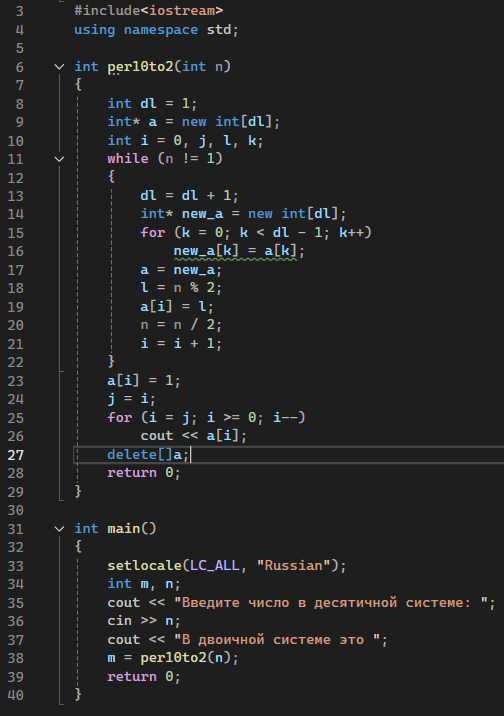 3 #include<iostream>
4 using namespace std;
5
6 int per10to2(int n)
7 {
8 int dl = 1;
9 int* a = new int[dl];
10 int i = 0, j, l, k;
11 while (n != 1)
12 {
13 dl = dl + 1;
14 int* new_a = new int[dl];
15 for (k = 0; k < dl - 1; k++)
16 new_a[k] = a[k];
17 a = new_a;
18 l = n % 2;
19 a[i] = l;
20 n = n / 2;
21 i = i + 1;
22 }
23 a[i] = 1;
24 j = i;
25 for (i = j; i >= 0; i--)
26 cout << a[i];
27 delete[]a;
28 return 0;
29 }
30
31 int main()
32 {
33 setlocale(LC_ALL, "Russian");
34 int m, n;
35 cout << "Введите число в десятичной системе: ";
36 cin >> n;
37 cout << "В двоичной системе это ";
38 m = per10to2(n);
39 return 0;
40 }